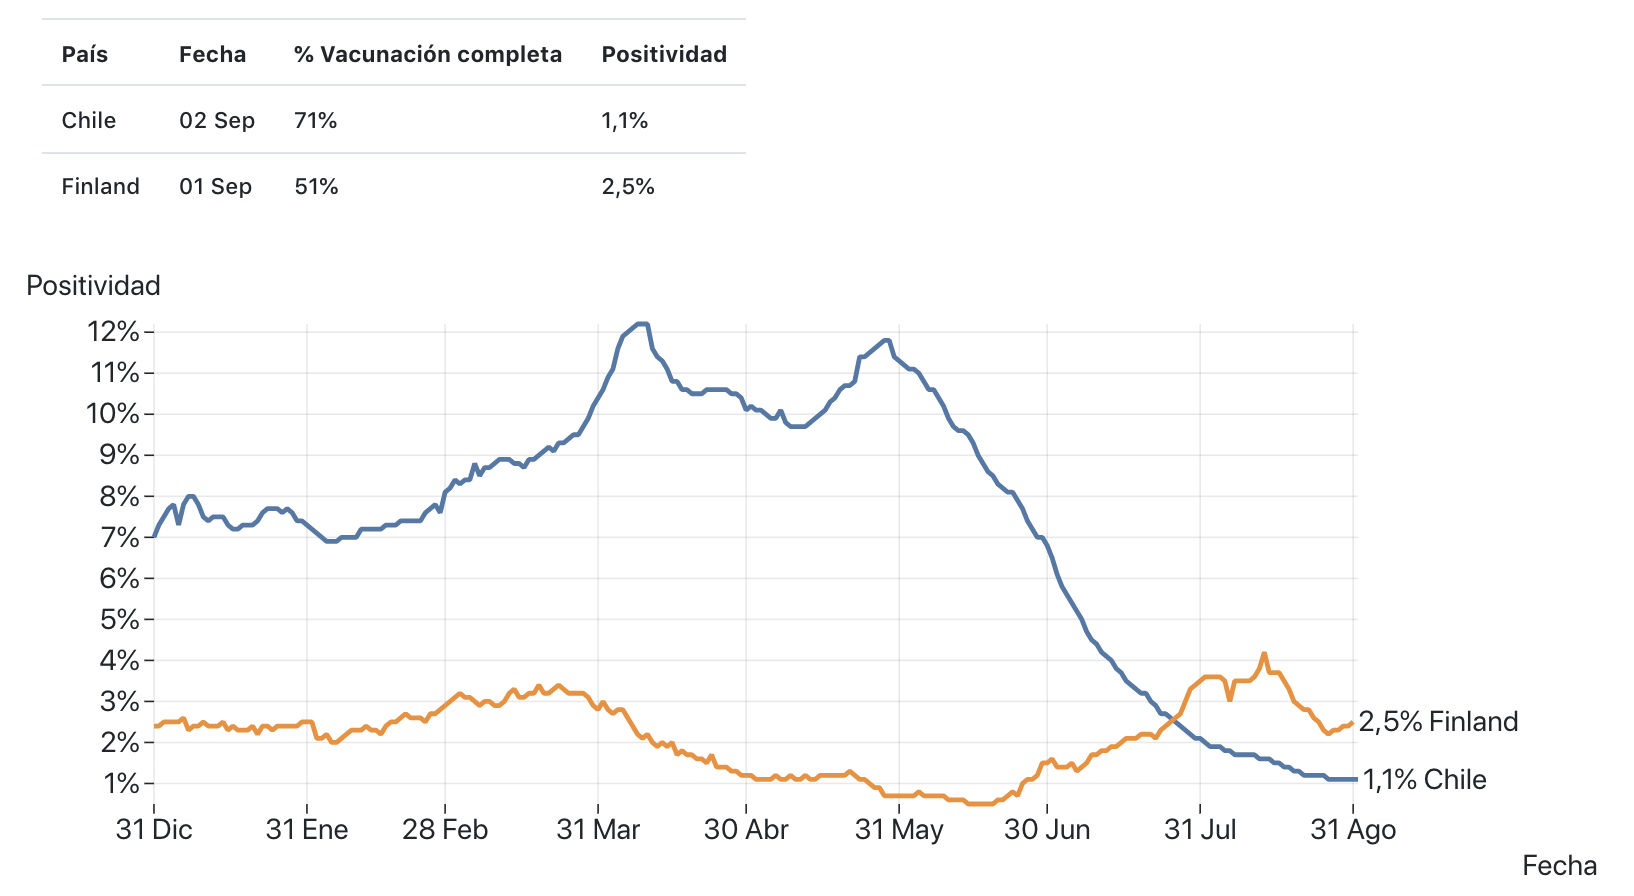 País Fecha % Vacunación completa Positividad
Chile 02 Sep 71% 1,1%
Finland 01 Sep 51% 2,5%
Positividad
12%
11%
10%
9%
8%
7%
6%
5%
4%
3%
2%
1%
2,5% Finland
1,1% Chile
31 Dic 31 Ene 28 Feb 31 Mar 30 Abr 31 May 30 Jun 31 Jul 31 Ago
Fecha